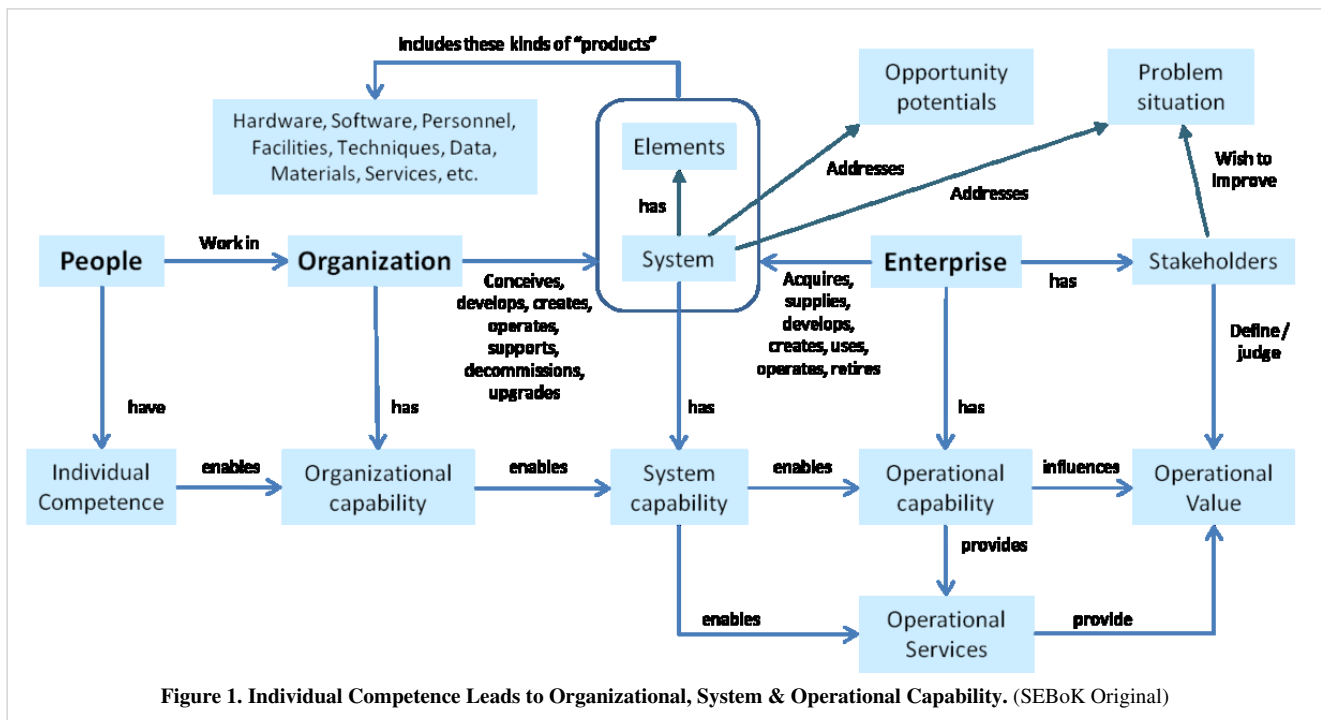 Includes these kinds of “products”
Opportunity
potentials
Problem
situation
Hardware, Software, Personnel,
Facilities, Techniques, Data,
Materials, Services, etc.
Elements
Addresses
Wish to
Improve
has
Addresses
People
Work in
Organization
System
Enterprise
has
Stakeholders
Conceives,
develops, creates,
operates,
supports,
decommissions,
upgrades
Acquires,
supplies,
develops,
creates, uses,
operates, retires
Define /
judge
have
has
has
has
Individual
Competence
enables
Organizational
capability
enables
System
capability
enables
Operational
capability
influences
Operational
Value
provides
enables
Operational
Services
provide
Figure 1. Individual Competence Leads to Organizational, System & Operational Capability. (SEBoK Original)